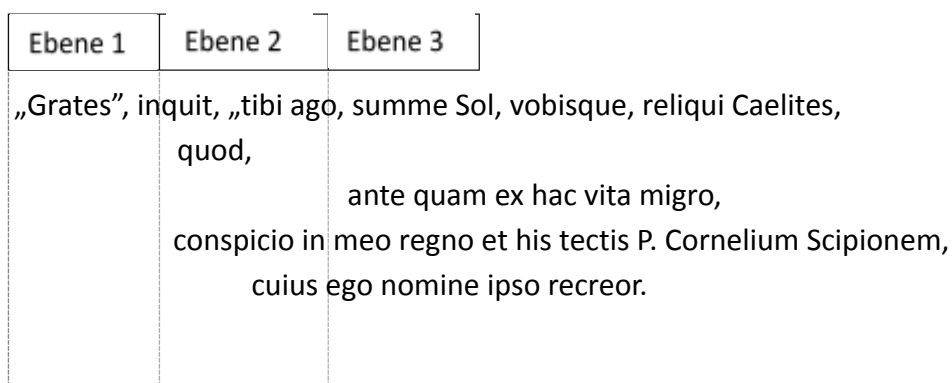 Ebene 1 Ebene 2 Ebene 3
„Grates”, inquit, „tibi ago, summe Sol, vobisque, reliqui Caelites,
quod,
ante quam ex hac vita migro,
conspicio in meo regno et his tectis P. Cornelium Scipionem,
cuius ego nomine ipso recreor.